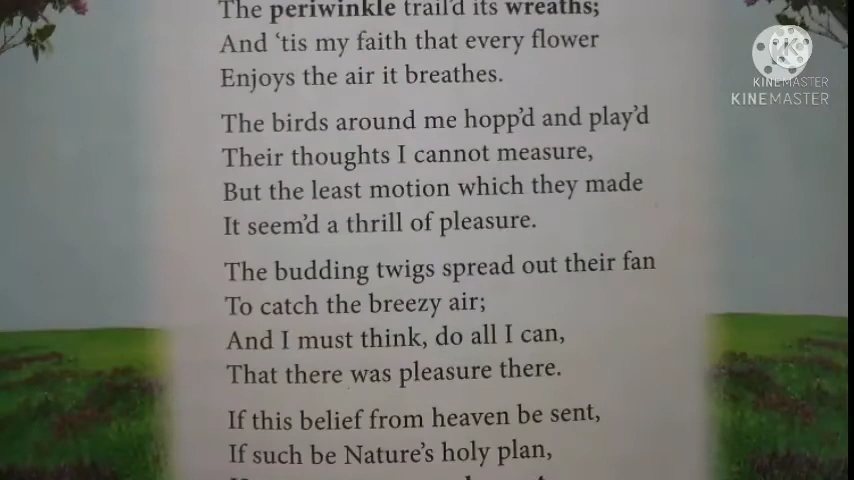 The periwinkle trail'd its wreaths;
And 'tis my faith that every flower
Enjoys the air it breathes.
The birds around me hopp'd and play'd
Their thoughts I cannot measure,
But the least motion which they made
It seem'd a thrill of pleasure.
The budding twigs spread out their fan
To catch the breezy air;
And I must think, do all I can,
That there was pleasure there.
If this belief from heaven be sent,
If such be Nature's holy plan,
KINEMASTER
KINEMASTER